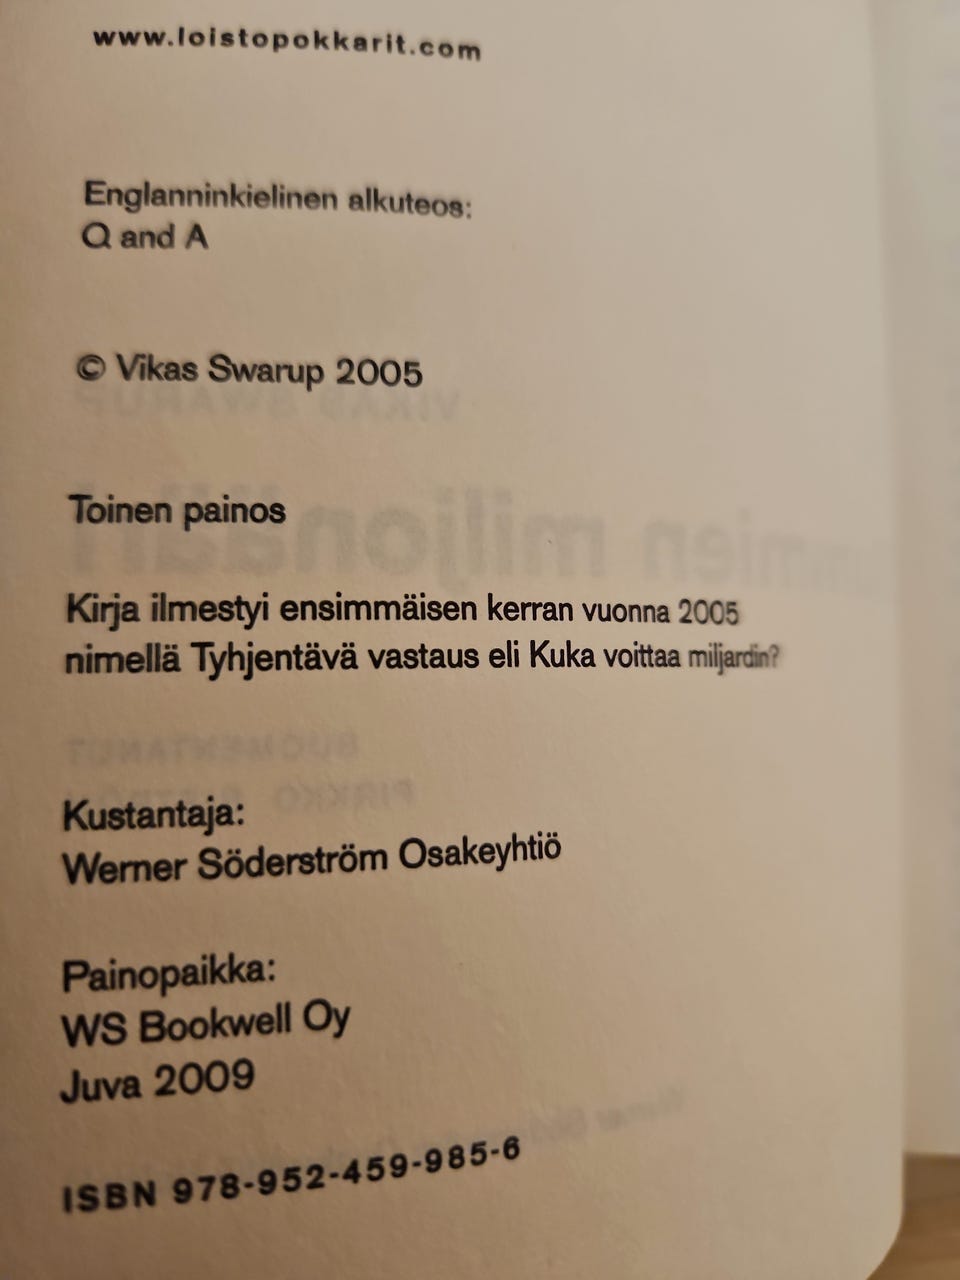 www.loistopokkarit.com
Englanninkielinen alkuteos:
Q and A
© Vikas Swarup 2005
Toinen painos
Kirja ilmestyi ensimmäisen kerran vuonna 2005
nimellä Tyhjentävä vastaus eli Kuka voittaa miljardin?
Kustantaja:
Werner Söderström Osakeyhtiö
Painopaikka:
WS Bookwell Oy
Juva 2009
ISBN 978-952-459-985-6